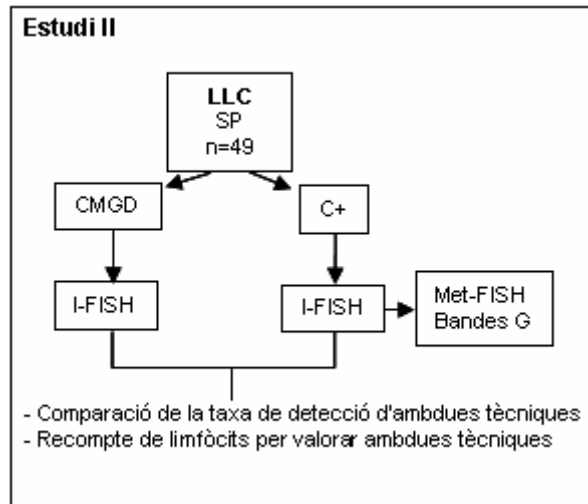 Estudi II
LLC
SP
n=49
CMGD
C+
I-FISH
I-FISH
Met-FISH
Bandes G
- Comparació de la taxa de detecció d'ambdues tècniques
- Recompte de limfòcits per valorar ambdues tècniques